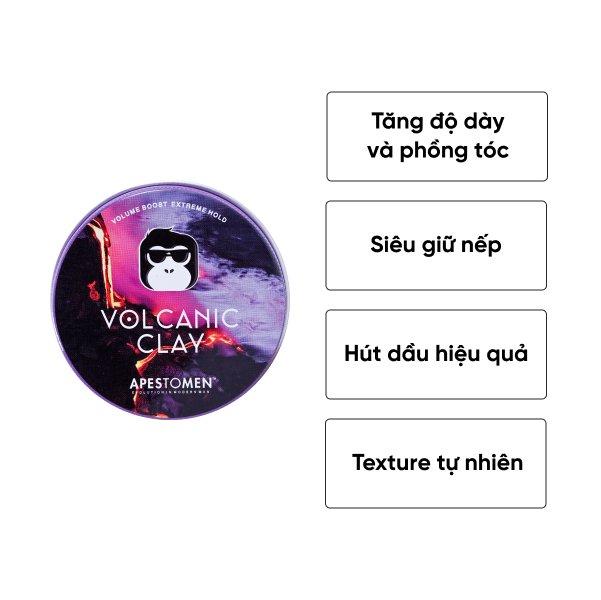 VOLUME BOOST EXTREME HOLD
VOLCANIC
CLAY
APESTOMEN™
EVOLUTION IN MODERN MAN
Tăng độ dày
và phồng tóc
Siêu giữ nếp
Hút dầu hiệu quả
Texture tự nhiên